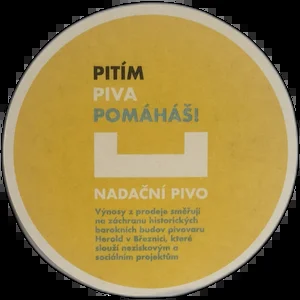 PITÍM
PIVA
POMÁHÁŠ!
NADAČNÍ PIVO
Výnosy z prodeje směřují
na záchranu historických
barokních budov pivovaru
Herold v Březnici, které
slouží neziskovým a
sociálním projektům